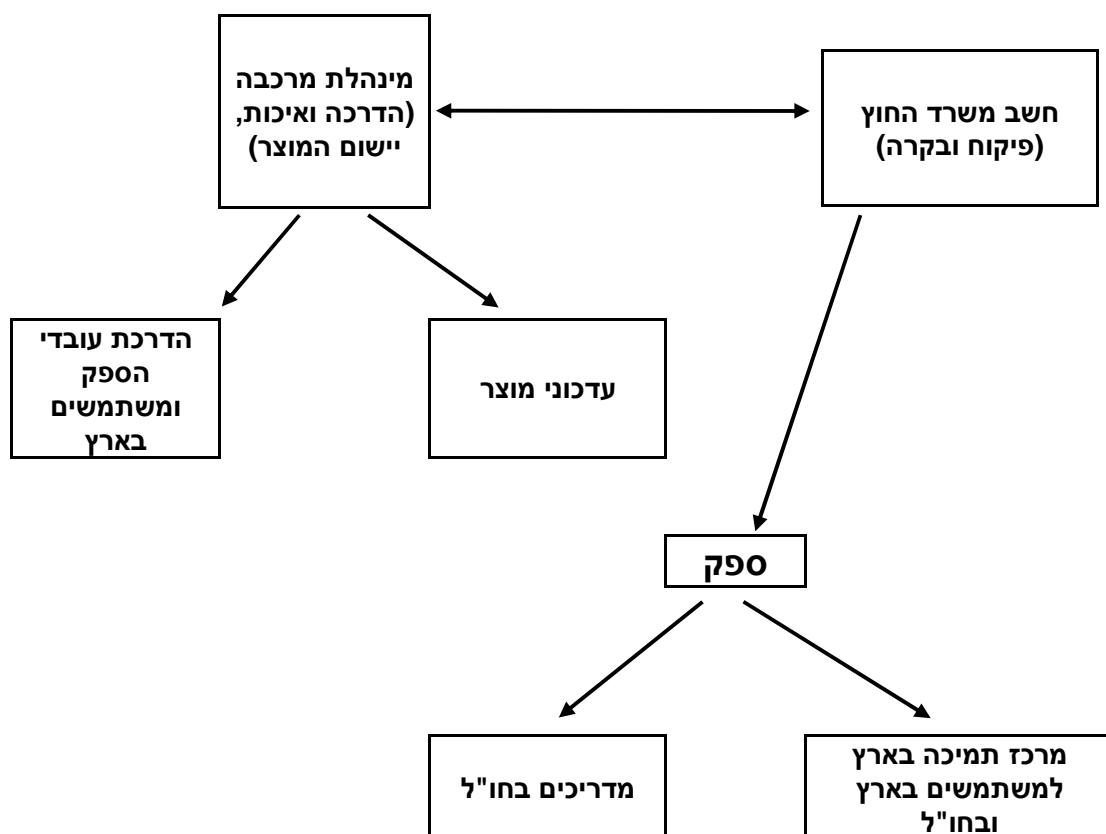 חשב משרד החוץ
(פיקוח ובקרה)
מינהלת מרכבה
(הדרכה ואיכות,
יישום המוצר)
עדכוני מוצר
הדרכת עובדי
הספק
ומשתמשים
בארץ
ספק
מרכז תמיכה בארץ
למשתמשים בארץ
ובחו"ל
מדריכים בחו"ל